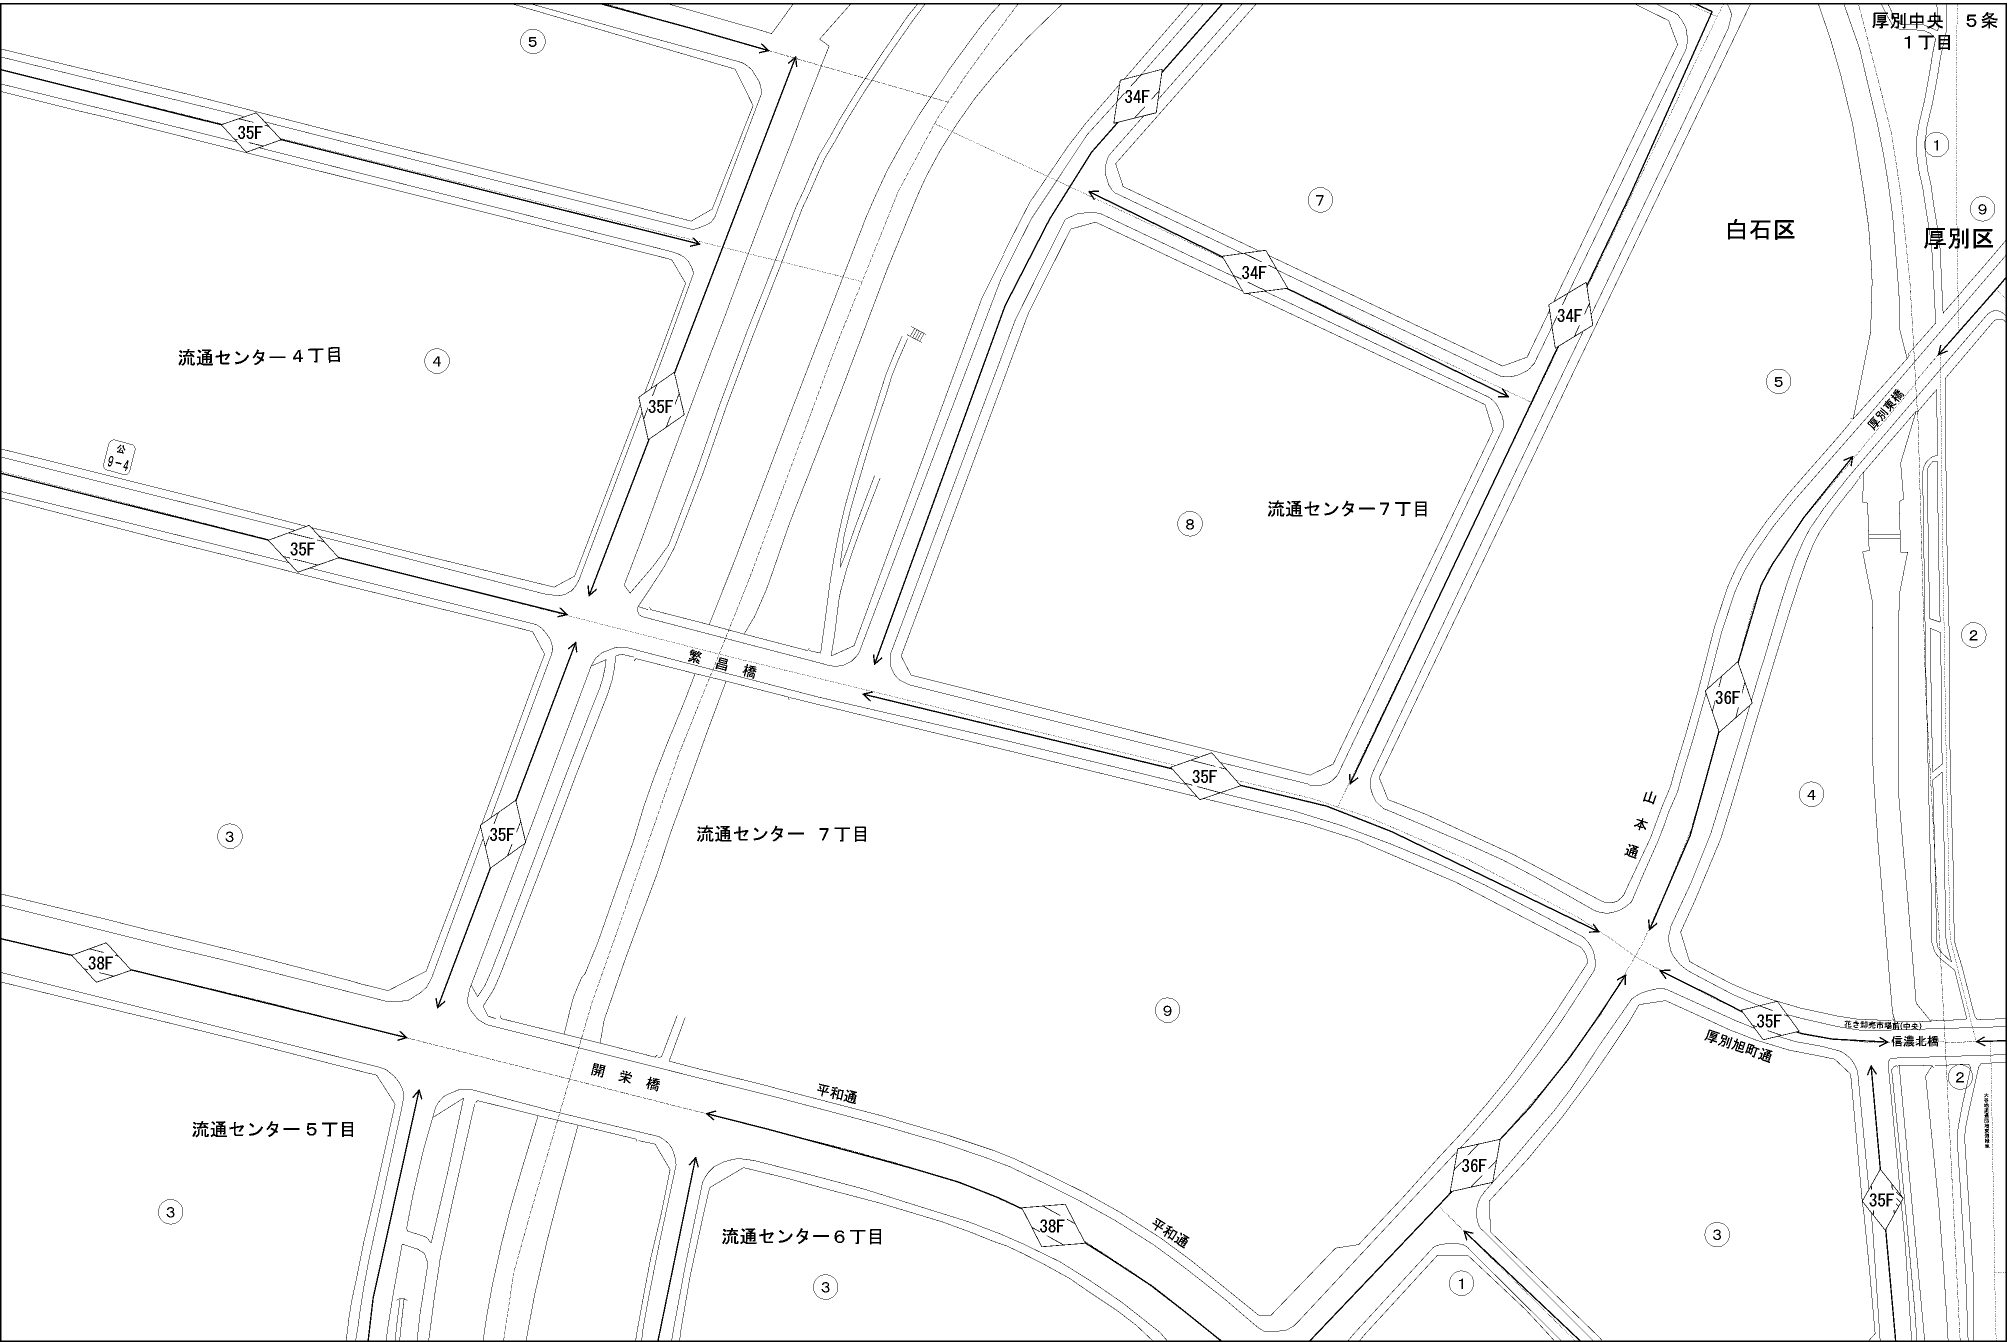 厚別中央　５条
１丁目
⑤
34F
35F
①
⑦
⑨
白石区
厚別区
34F
34F
流通センター４丁目
④
⑤
35F
厚別東橋
公
9-4
流通センター７丁目
⑧
35F
②
繁昌橋
36F
35F
④
山本通
③
35F
流通センター　７丁目
38F
⑨
35F
花き卸売市場前(中央)
信濃北橋
厚別旭町通
開栄橋
平和通
②
流通センター５丁目
36F
35F
③
38F
平和通
流通センター６丁目
③
③
①